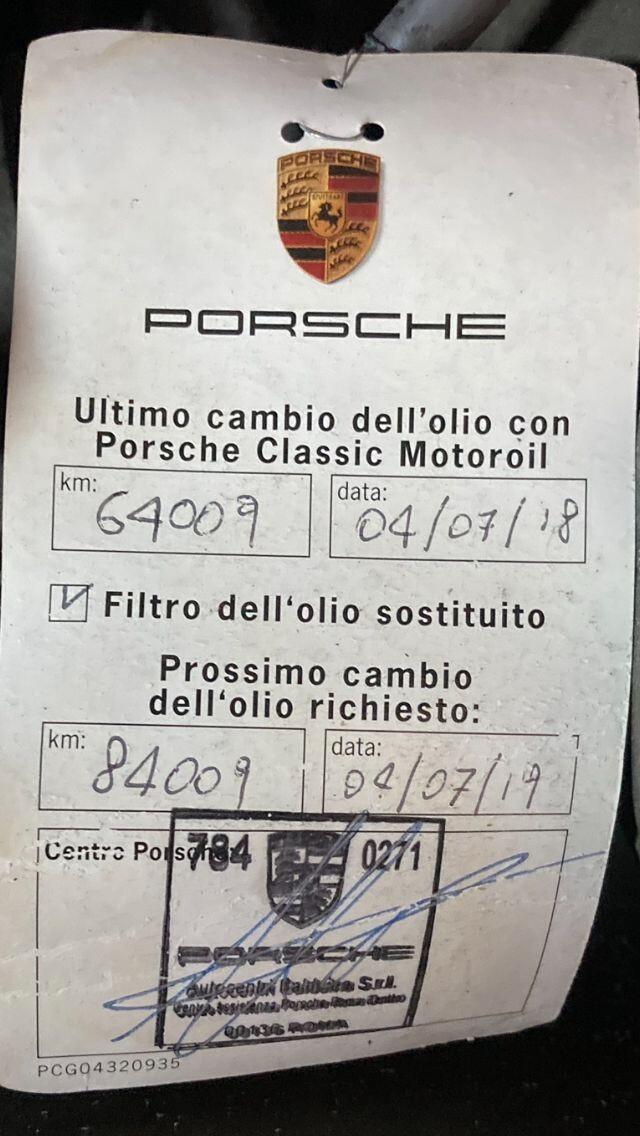 PORSCHE
STUTTGART
PORSCHE
Ultimo cambio dell'olio con
Porsche Classic Motoroil
km: 64009
data: 04/07/18
Filtro dell'olio sostituito
Prossimo cambio
dell'olio richiesto:
km: 84009
data: 04/07/19
Centro Porsche:
784 0271
PORSCHE
S.r.l.
PCG04320935